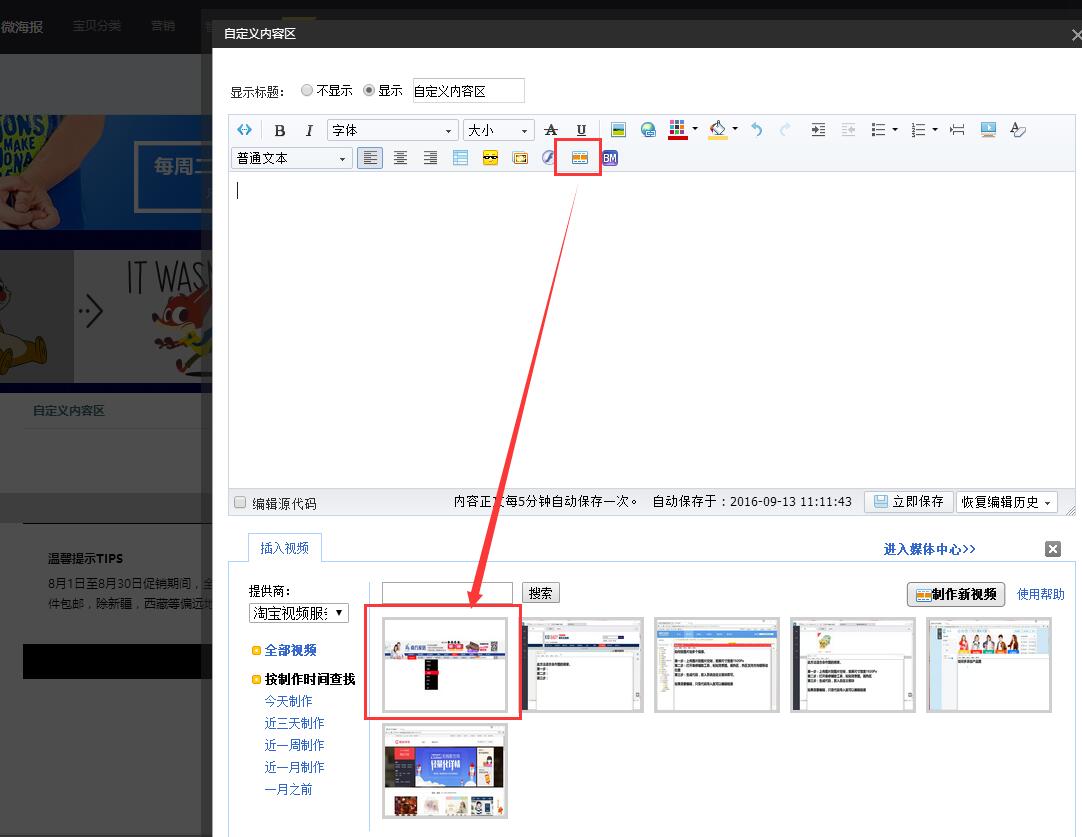 微海报
宝贝分类
营销
自定义内容区
显示标题：
不显示
显示
自定义内容区
B
I
字体
大小
A
U
普通文本
BM
ONS
MAKE
ONA
每周二
IT WASN
自定义内容区
编辑源代码
内容正文每5分钟自动保存一次。
自动保存于：2016-09-13 11:11:43
立即保存
恢复编辑历史
温馨提示TIPS
8月1日至8月30日促销期间，全
件包邮，除新疆，西藏等偏远地
插入视频
进入媒体中心>>
提供商：
淘宝视频服务
搜索
制作新视频
使用帮助
全部视频
按制作时间查找
今天制作
近三天制作
近一周制作
近一月制作
一月之前